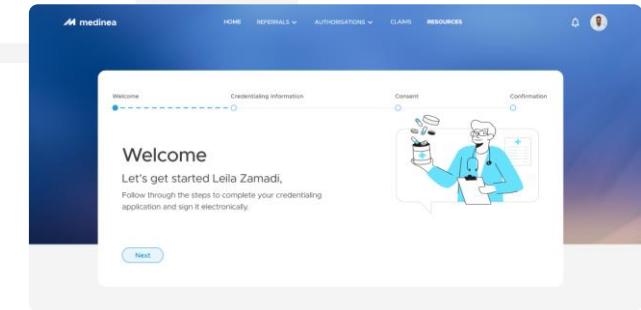 medinea
HOME REFERRALS AUTHORISATIONS CLAIMS RESOURCES
Welcome Credentialing information Consent Confirmation
Welcome
Let's get started Leila Zamadi,
Follow through the steps to complete your credentialing
application and sign it electronically.
Next